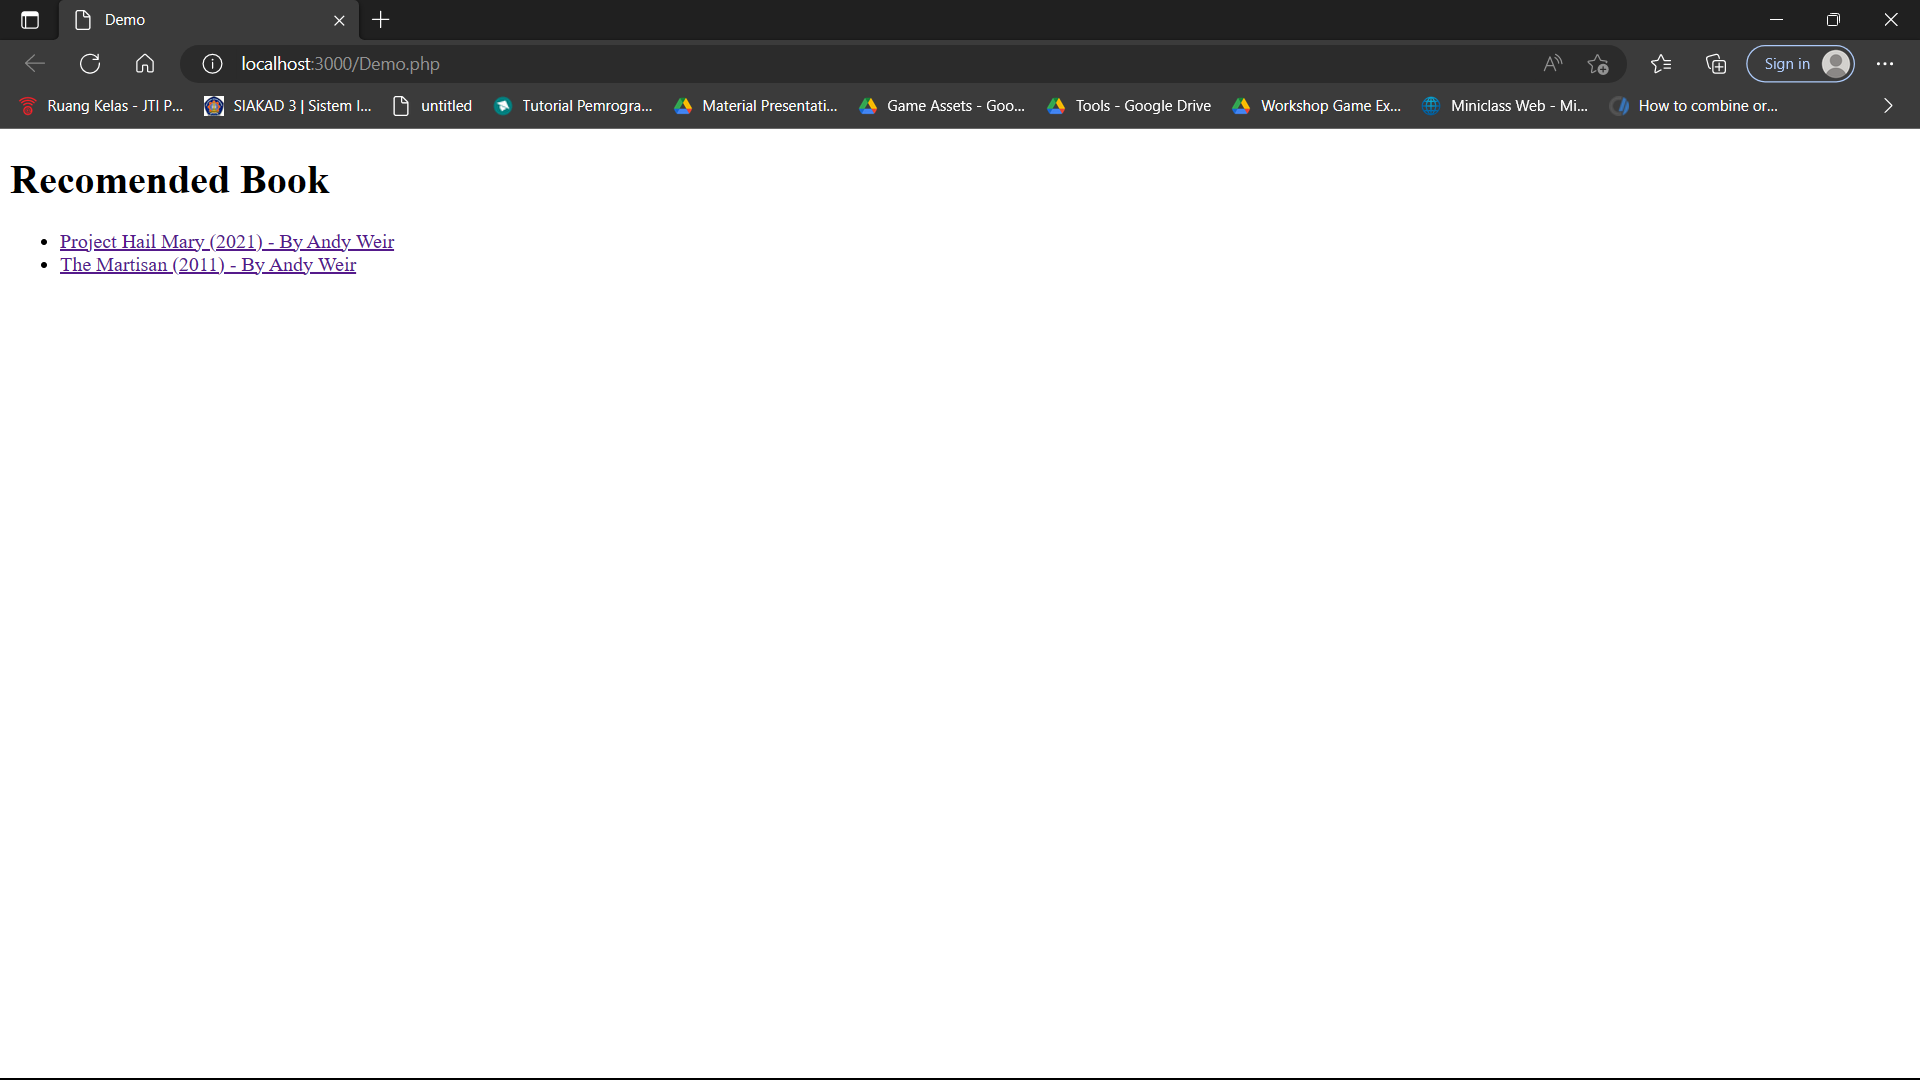 Demo
localhost:3000/Demo.php
Sign in
Ruang Kelas - JTI P... SIAKAD 3 | Sistem I... untitled Tutorial Pemrogra... Material Presentati... Game Assets - Goo... Tools - Google Drive Workshop Game Ex... Miniclass Web - Mi... How to combine or...
Recomended Book
Project Hail Mary (2021) - By Andy Weir
The Martisan (2011) - By Andy Weir